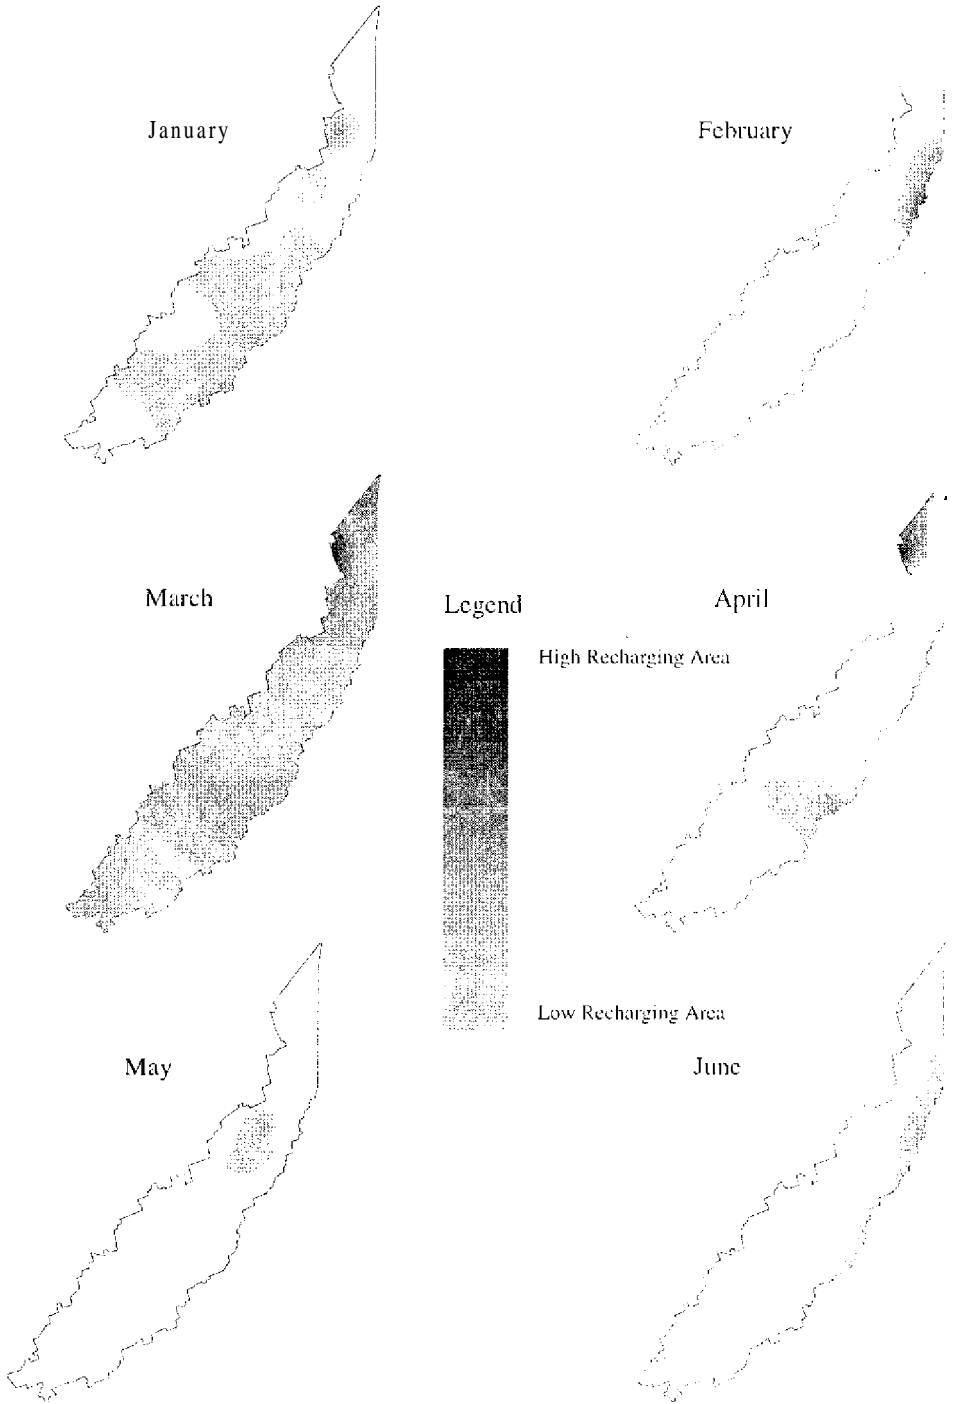 January
February
March
Legend
April
High Recharging Area
Low Recharging Area
May
June